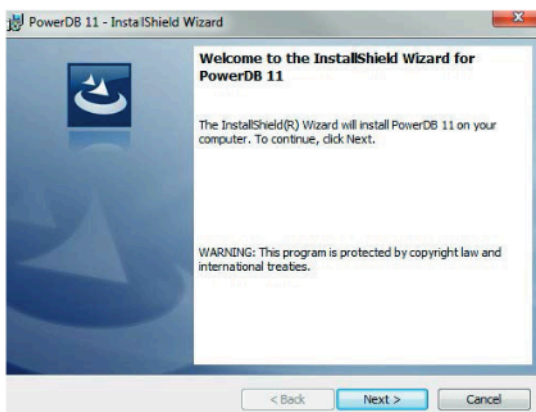 PowerDB 11 - InstallShield Wizard
Welcome to the InstallShield Wizard for
PowerDB 11
The InstallShield(R) Wizard will install PowerDB 11 on your
computer. To continue, click Next.
WARNING: This program is protected by copyright law and
international treaties.
< Back
Next >
Cancel